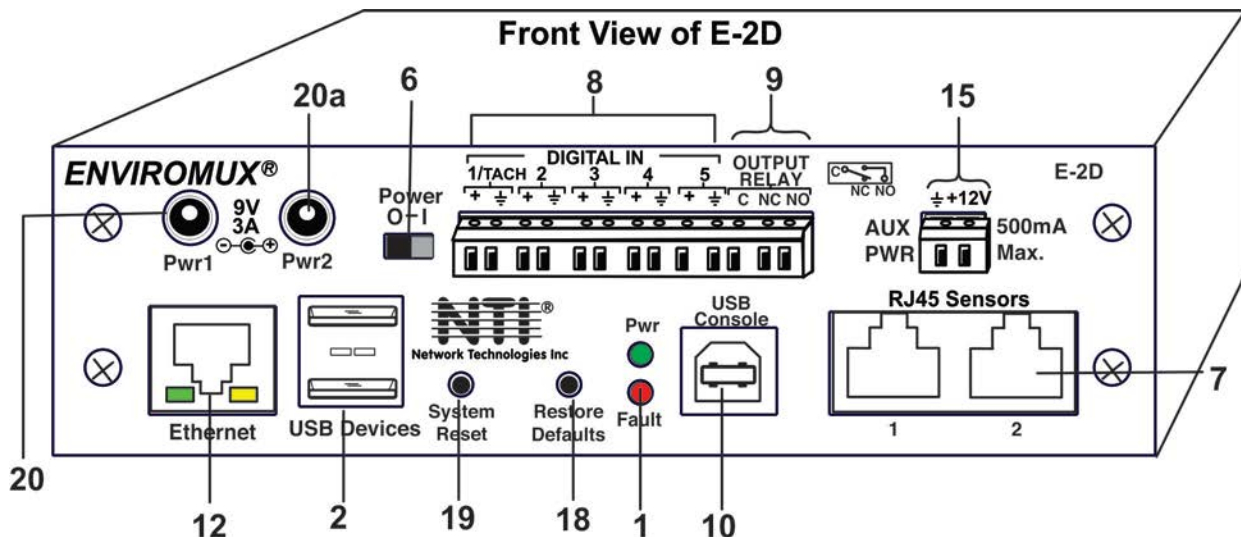 Front View of E-2D
20a
6
8
9
15
ENVIROMUX®
9V
3A
Pwr1
Pwr2
Power
O I
DIGITAL IN
1/TACH 2 3 4 5
+ + + + +
OUTPUT
RELAY
C NC NO
C
NC NO
+12V
AUX
PWR
500mA
Max.
E-2D
Ethernet
USB Devices
NTI®
Network Technologies Inc
System
Reset
Restore
Defaults
Pwr
Fault
USB
Console
RJ45 Sensors
1 2
7
20
12
2
19
18
1
10